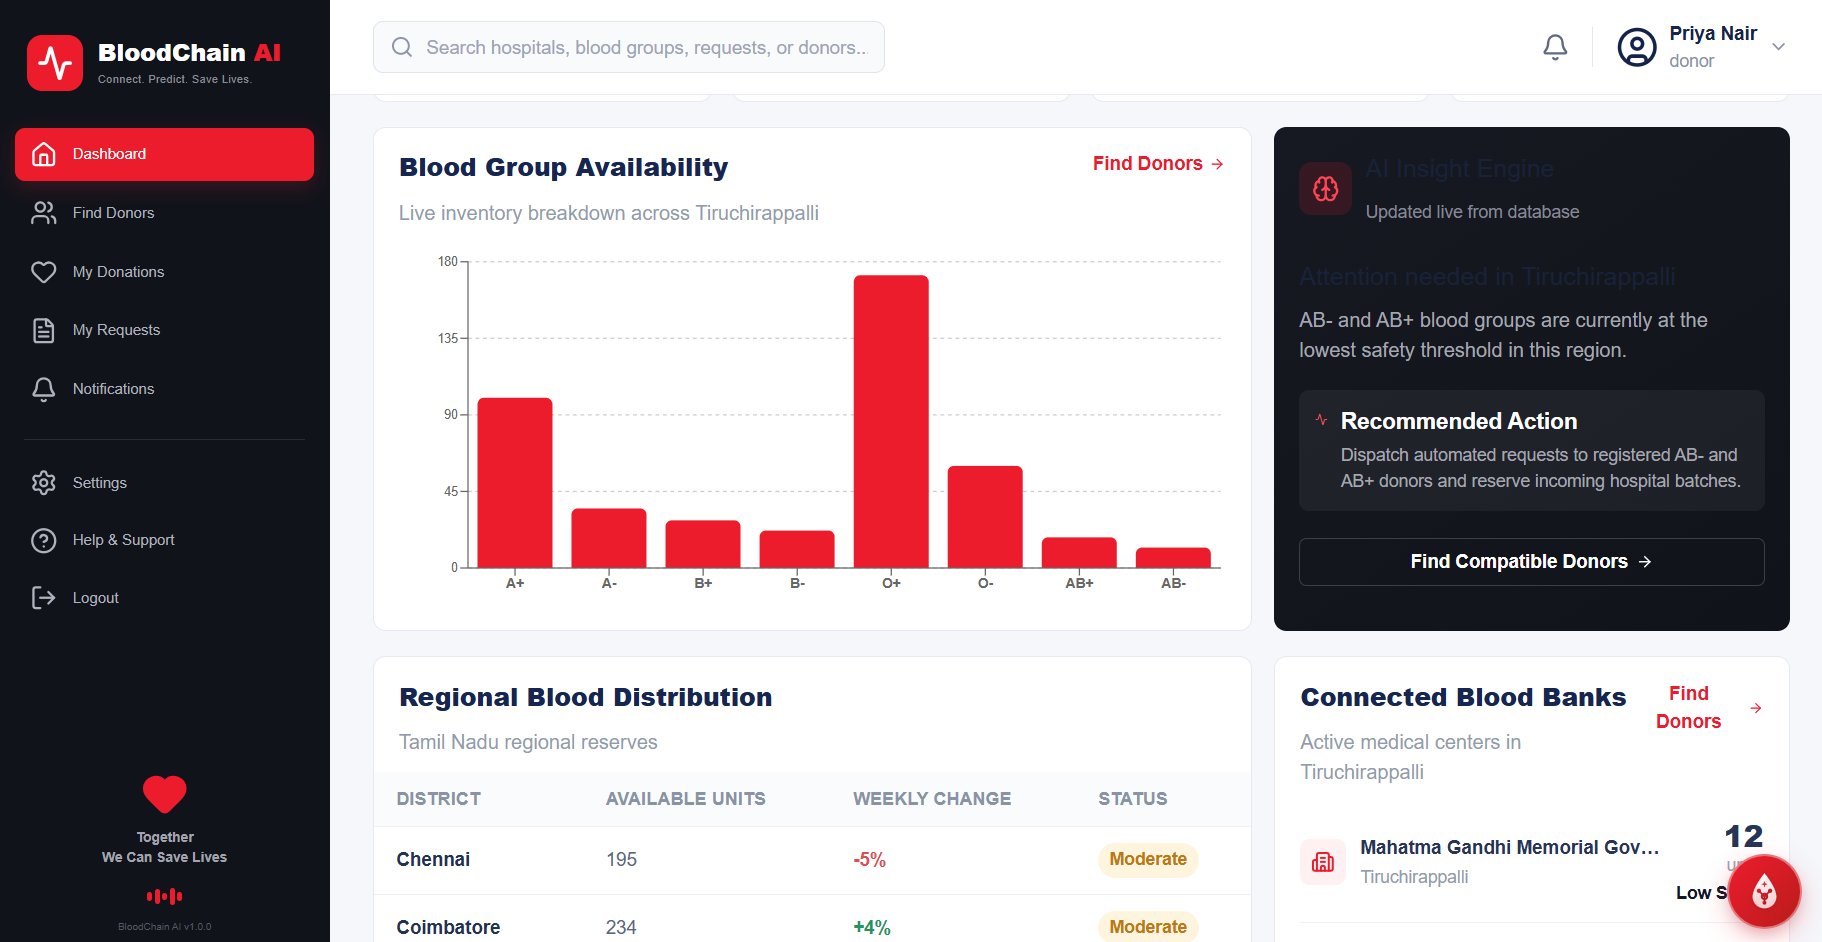 BloodChain AI
Connect. Predict. Save Lives.
Dashboard
Find Donors
My Donations
My Requests
Notifications
Settings
Help & Support
Logout
Together
We Can Save Lives
BloodChain AI v1.0.0
Search hospitals, blood groups, requests, or donors..
Priya Nair
donor
Blood Group Availability
Find Donors
Live inventory breakdown across Tiruchirappalli
180
135
90
45
0
A+ A- B+ B- O+ O- AB+ AB-
AI Insight Engine
Updated live from database
Attention needed in Tiruchirappalli
AB- and AB+ blood groups are currently at the
lowest safety threshold in this region.
Recommended Action
Dispatch automated requests to registered AB- and
AB+ donors and reserve incoming hospital batches.
Find Compatible Donors
Regional Blood Distribution
Tamil Nadu regional reserves
DISTRICT AVAILABLE UNITS WEEKLY CHANGE STATUS
Chennai 195 -5% Moderate
Coimbatore 234 +4% Moderate
Connected Blood Banks
Find
Donors
Active medical centers in
Tiruchirappalli
Mahatma Gandhi Memorial Gov...
Tiruchirappalli
12
Low